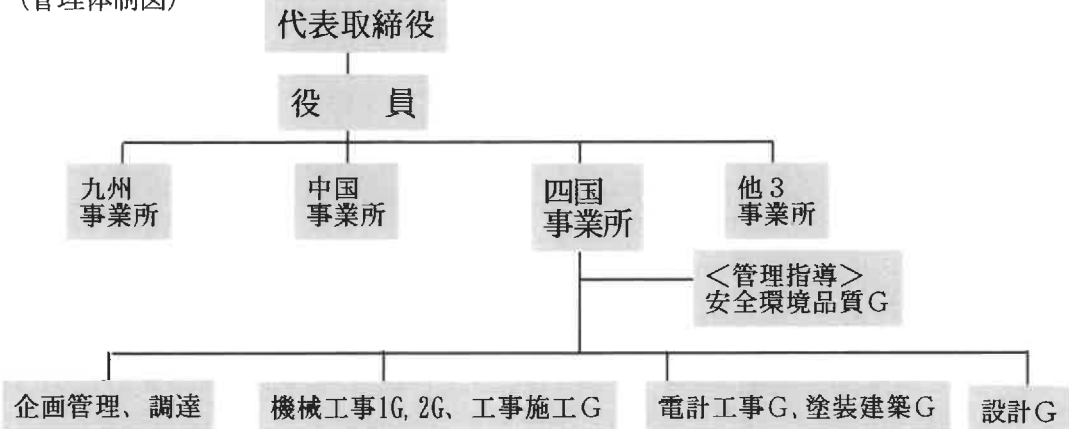 (管理体制図)
代表取締役
役　員
九州
事業所
中国
事業所
四国
事業所
他3
事業所
<管理指導>
安全環境品質G
企画管理、調達
機械工事1G,2G、工事施工G
電計工事G,塗装建築G
設計G